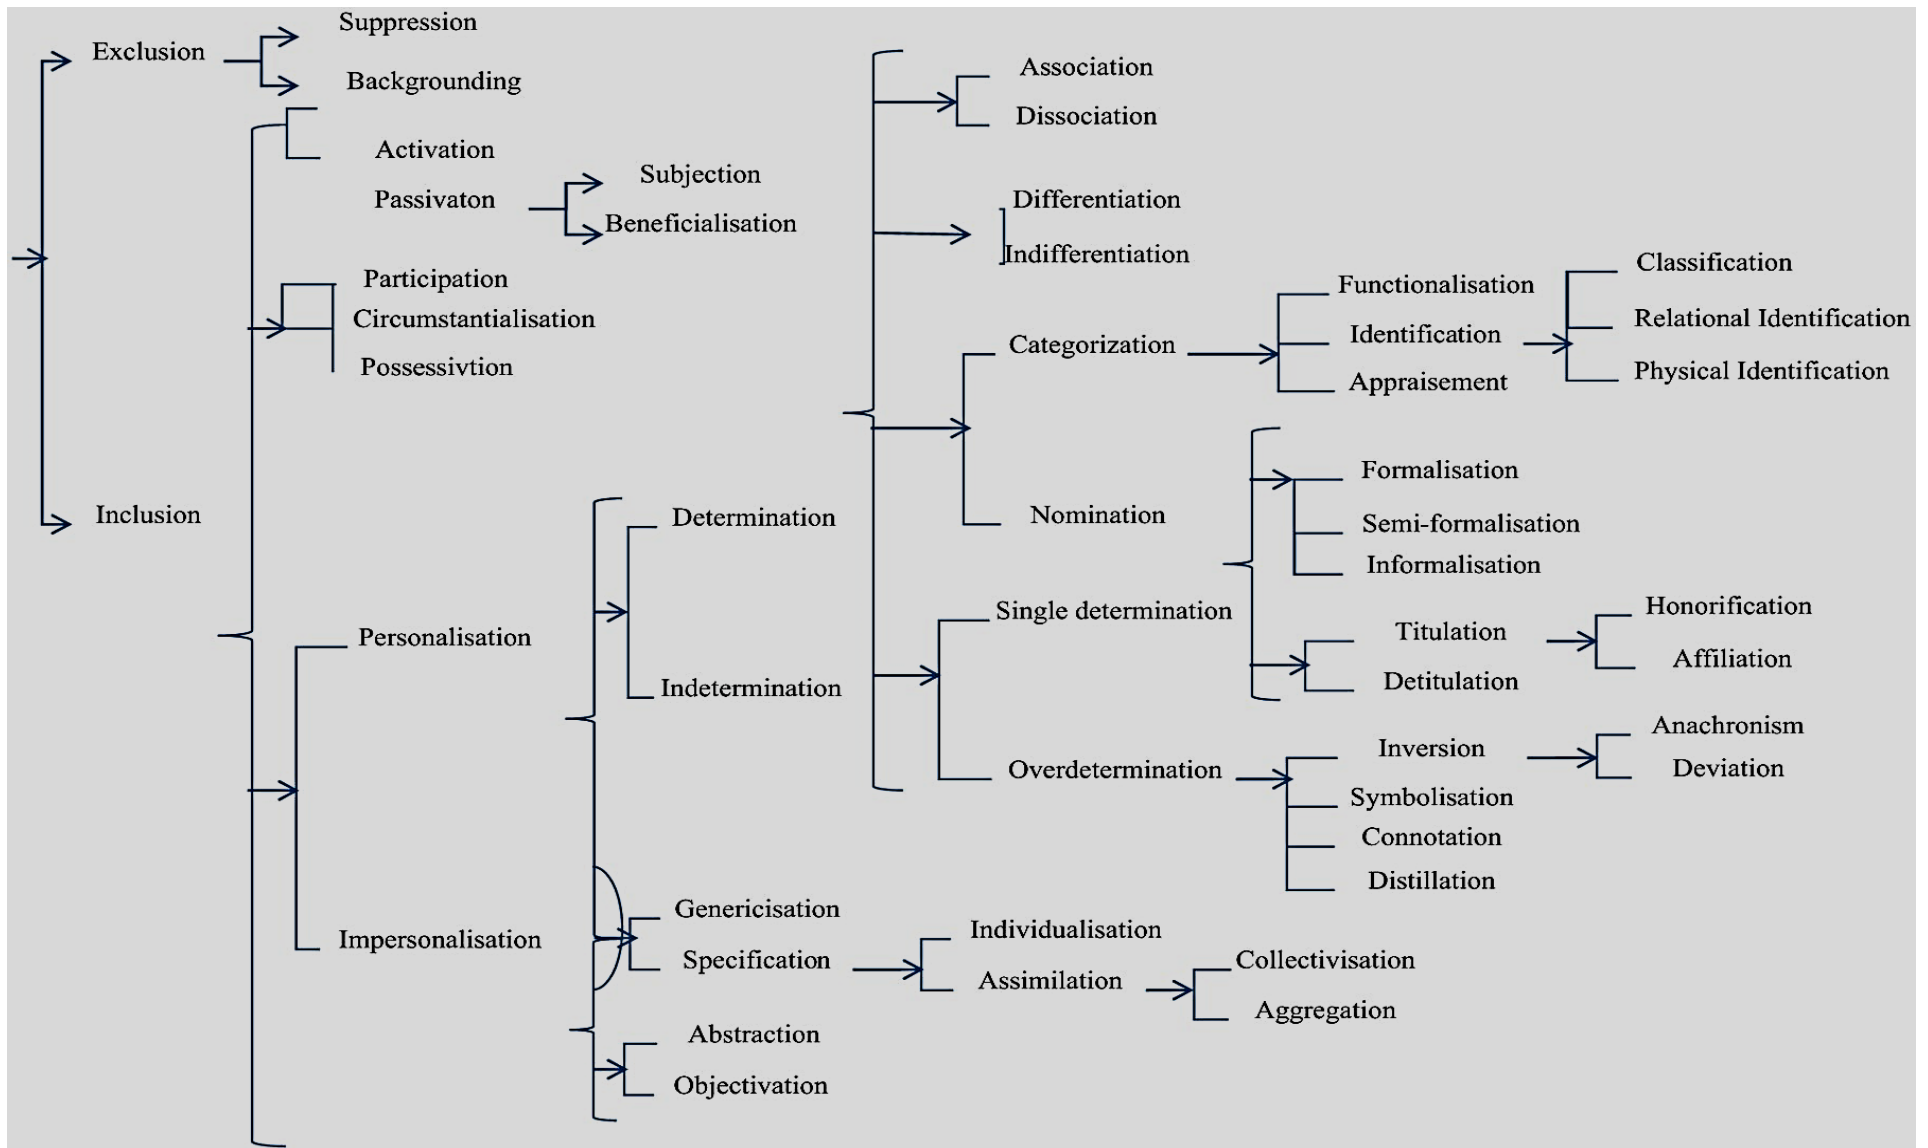 Exclusion
Suppression
Backgrounding
Activation
Passivaton
Subjection
Beneficialisation
Participation
Circumstantialisation
Possessivtion
Inclusion
Personalisation
Impersonalisation
Determination
Indetermination
Genericisation
Specification
Individualisation
Assimilation
Collectivisation
Aggregation
Abstraction
Objectivation
Association
Dissociation
Differentiation
Indifferentiation
Categorization
Functionalisation
Identification
Appraisement
Classification
Relational Identification
Physical Identification
Nomination
Formalisation
Semi-formalisation
Informalisation
Titulation
Detitulation
Honorification
Affiliation
Single determination
Overdetermination
Inversion
Symbolisation
Connotation
Distillation
Anachronism
Deviation